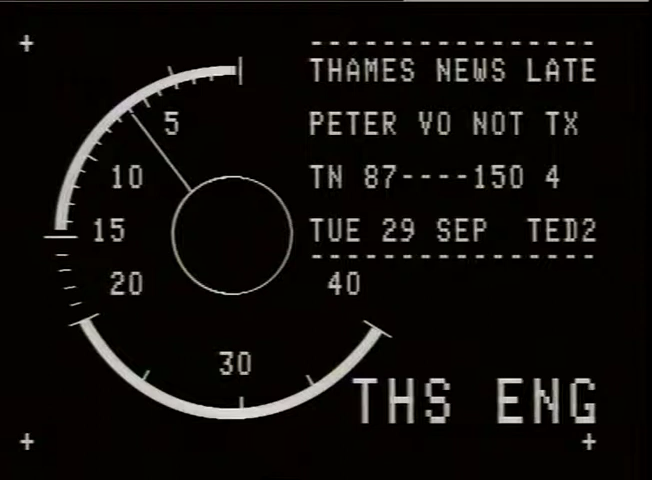 THAMES NEWS LATE
PETER VO NOT TX
TN 87----150 4
TUE 29 SEP TED2
5
10
15
20
30
40
THS ENG